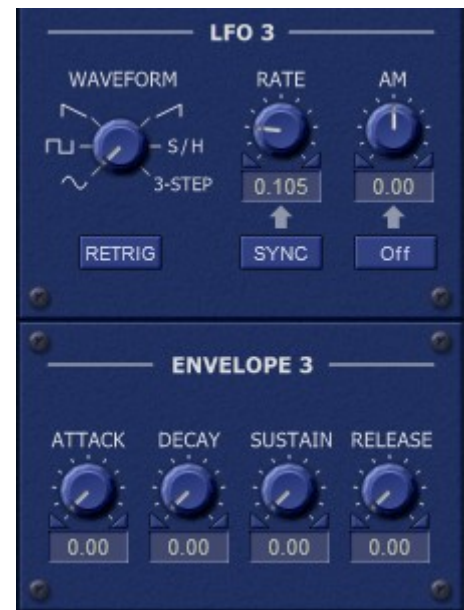 LFO 3
WAVEFORM RATE AM
S/H
3-STEP
0.105 0.00
RETRIG SYNC Off
ENVELOPE 3
ATTACK DECAY SUSTAIN RELEASE
0.00 0.00 0.00 0.00